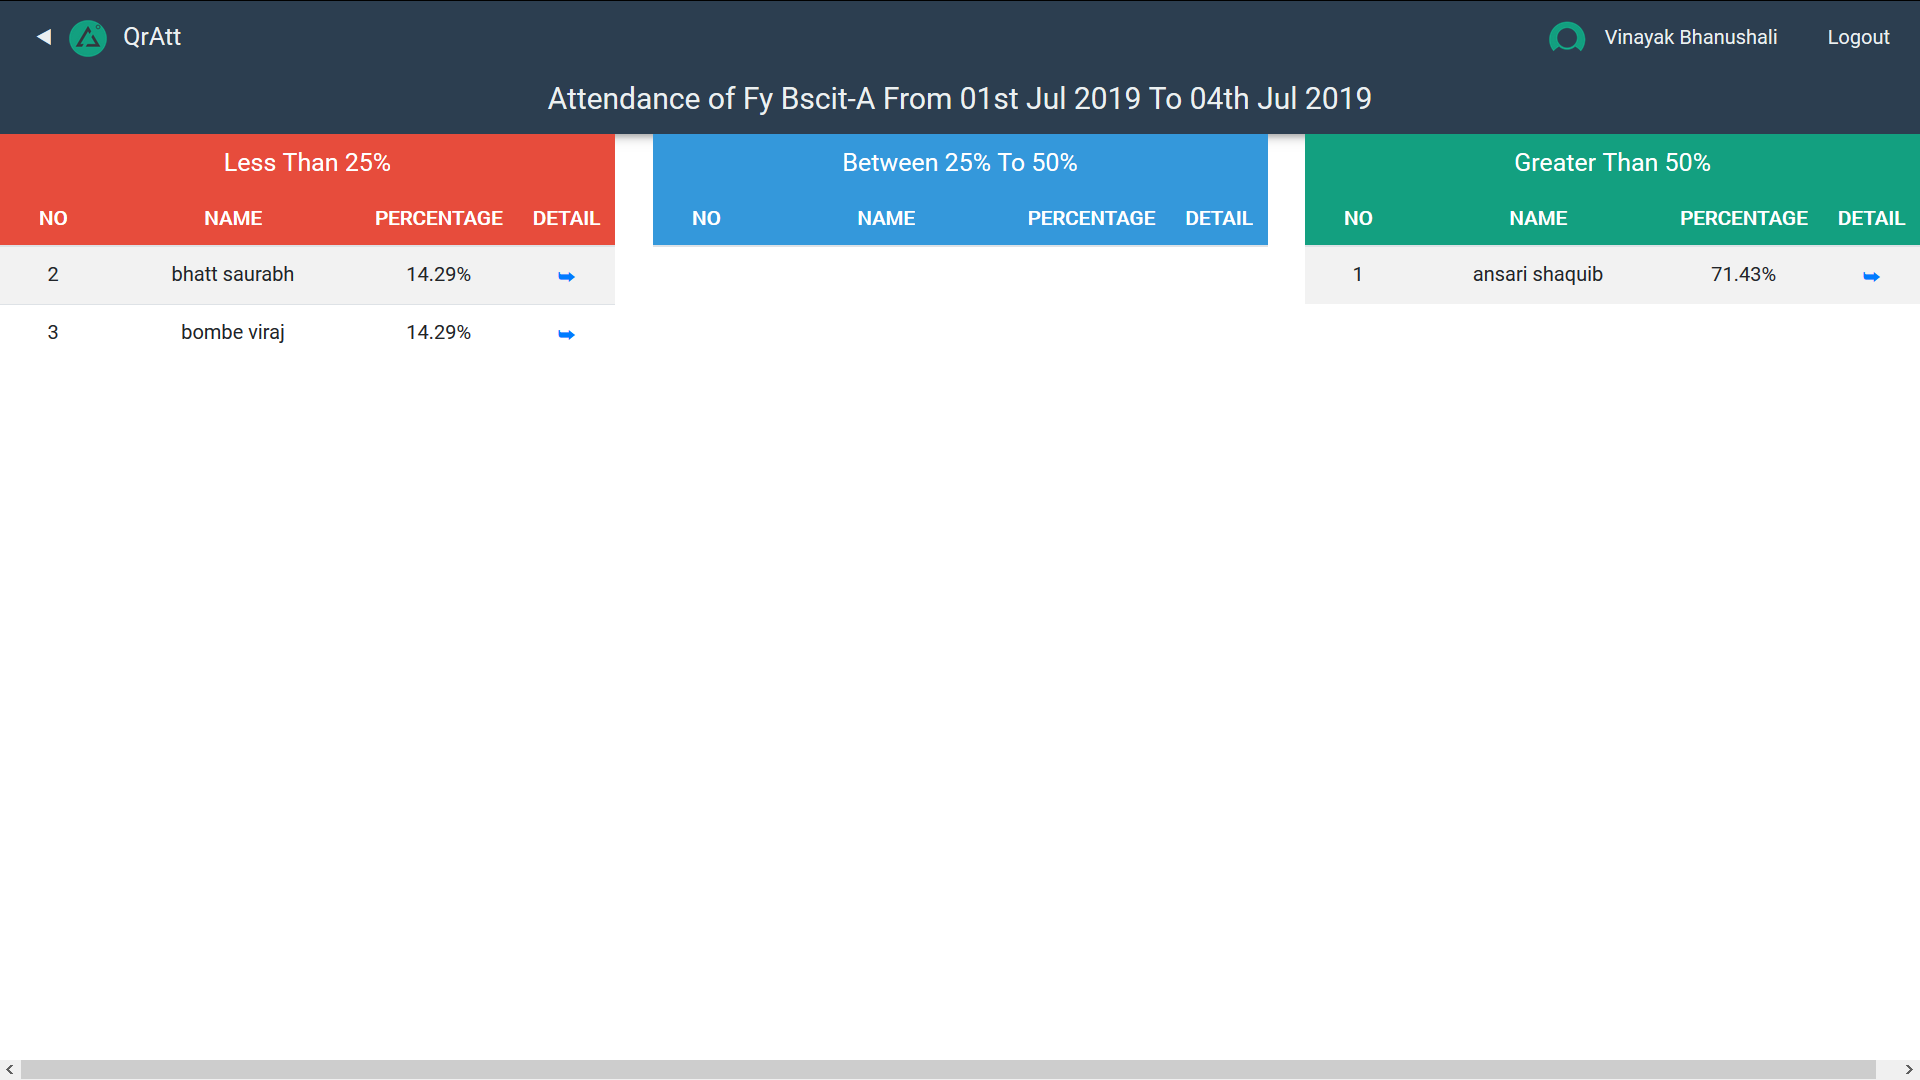 QrAtt
Vinayak Bhanushali
Logout
Attendance of Fy Bscit-A From 01st Jul 2019 To 04th Jul 2019
Less Than 25%
NO NAME PERCENTAGE DETAIL
2 bhatt saurabh 14.29%
3 bombe viraj 14.29%
Between 25% To 50%
NO NAME PERCENTAGE DETAIL
Greater Than 50%
NO NAME PERCENTAGE DETAIL
1 ansari shaquib 71.43%